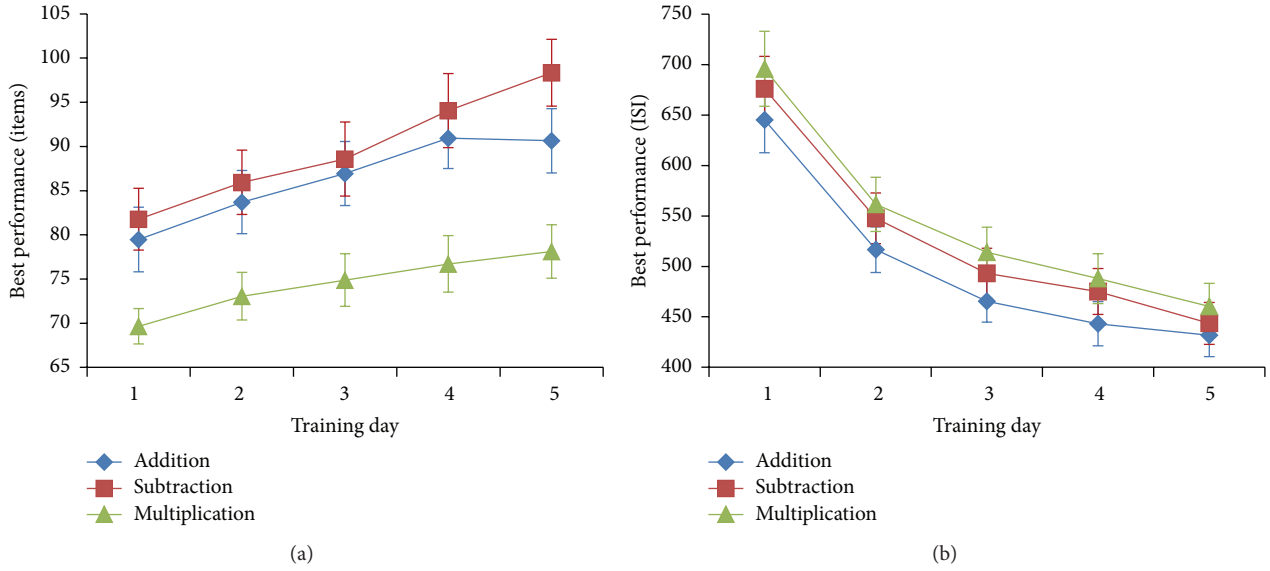 105
100
95
90
85
80
75
70
65
Best performance (items)
1 2 3 4 5
Training day
Addition
Subtraction
Multiplication
(a)
750
700
650
600
550
500
450
400
Best performance (ISI)
1 2 3 4 5
Training day
Addition
Subtraction
Multiplication
(b)